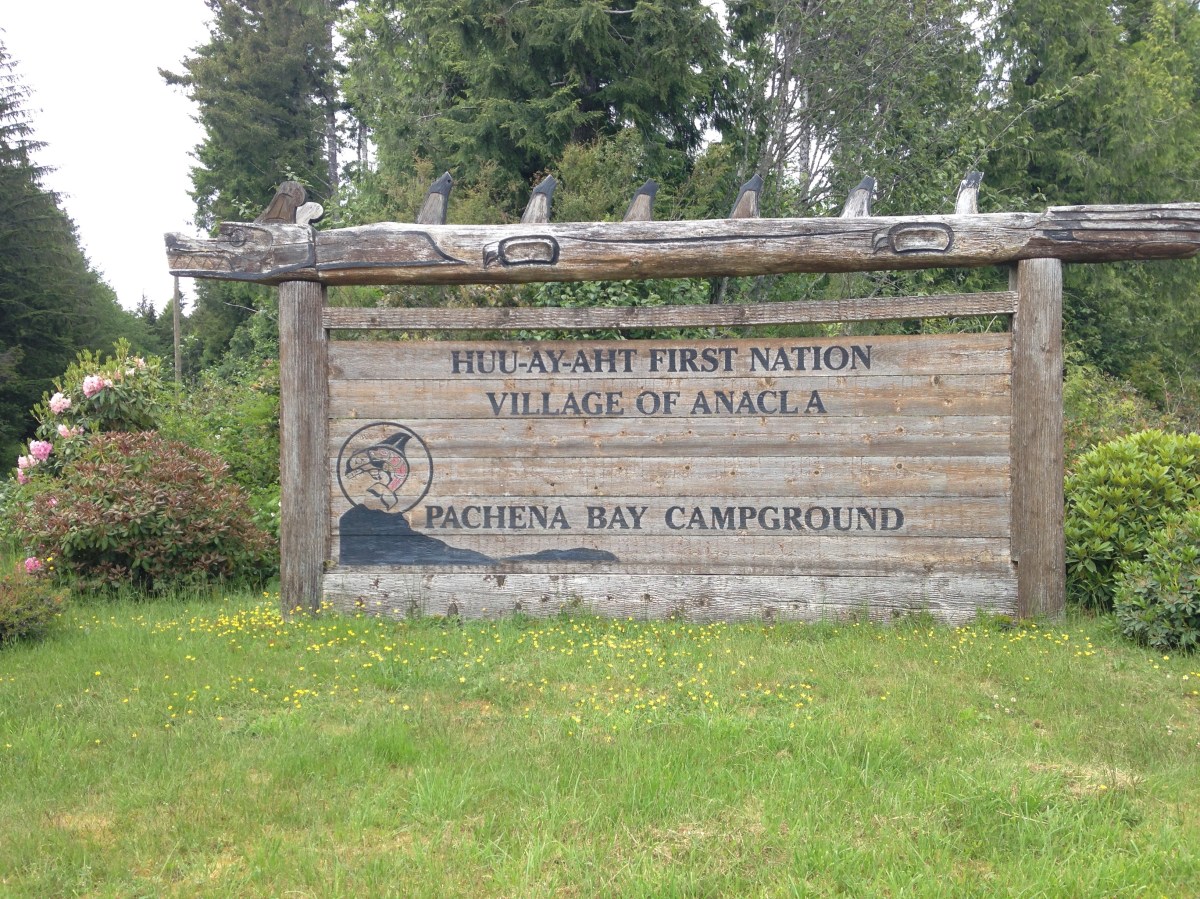 HUU-AY-AHT FIRST NATION
VILLAGE OF ANACLA
PACHENA BAY CAMPGROUND